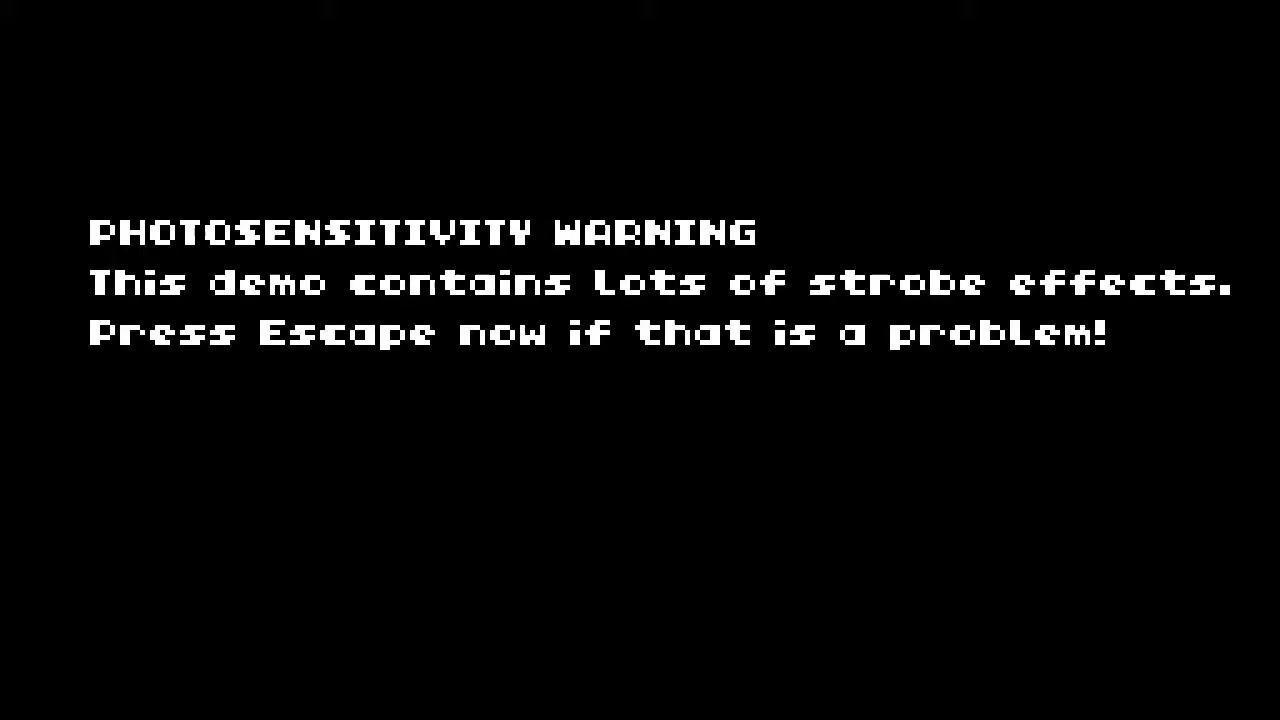 PHOTOSENSITIVITY WARNING
This demo contains lots of strobe effects.
Press Escape now if that is a problem!